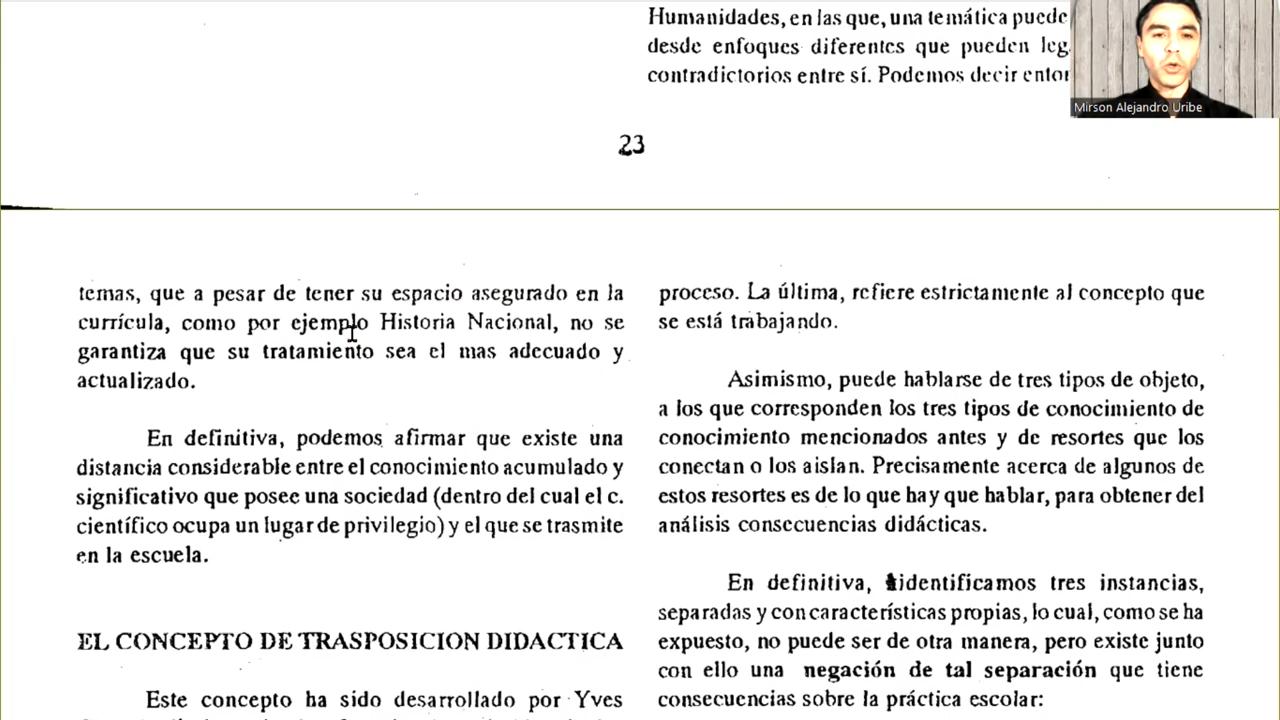 Humanidades, en las que, una temática puede
desde enfoques diferentes que pueden leg
contradictorios entre sí. Podemos decir entor
Mirson Alejandro Uribe
23
temas, que a pesar de tener su espacio asegurado en la
currícula, como por ejemplo Historia Nacional, no se
garantiza que su tratamiento sea el mas adecuado y
actualizado.
En definitiva, podemos afirmar que existe una
distancia considerable entre el conocimiento acumulado y
significativo que posee una sociedad (dentro del cual el c.
científico ocupa un lugar de privilegio) y el que se trasmite
en la escuela.
EL CONCEPTO DE TRASPOSICION DIDACTICA
Este concepto ha sido desarrollado por Yves
proceso. La última, refiere estrictamente al concepto que
se está trabajando.
Asimismo, puede hablarse de tres tipos de objeto,
a los que corresponden los tres tipos de conocimiento de
conocimiento mencionados antes y de resortes que los
conectan o los aislan. Precisamente acerca de algunos de
estos resortes es de lo que hay que hablar, para obtener del
análisis consecuencias didácticas.
En definitiva, identificamos tres instancias,
separadas y con características propias, lo cual, como se ha
expuesto, no puede ser de otra manera, pero existe junto
con ello una negación de tal separación que tiene
consecuencias sobre la práctica escolar: